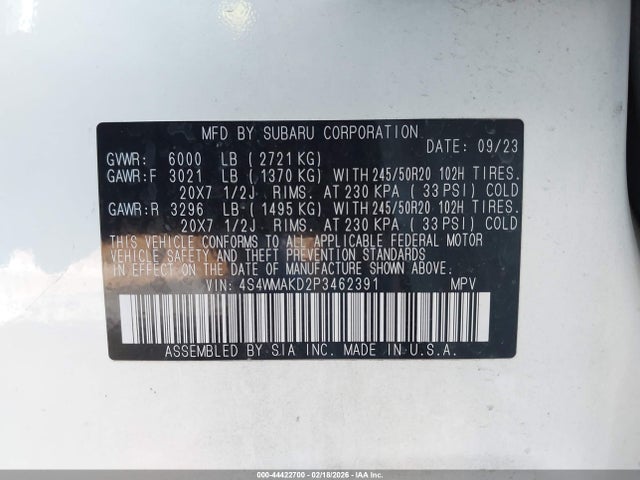 MFD BY SUBARU CORPORATION
DATE: 09/23
GVWR: 6000 LB (2721 KG)
GAWR:F 3021 LB (1370 KG) WITH 245/50R20 102H TIRES.
20X7 1/2J RIMS. AT 230 KPA (33 PSI) COLD
GAWR:R 3296 LB (1495 KG) WITH 245/50R20 102H TIRES.
20X7 1/2J RIMS. AT 230 KPA (33 PSI) COLD
THIS VEHICLE CONFORMS TO ALL APPLICABLE FEDERAL MOTOR
VEHICLE SAFETY AND THEFT PREVENTION STANDARDS
IN EFFECT ON THE DATE OF MANUFACTURE SHOWN ABOVE.
VIN: 4S4WMAKD2P3462391 MPV
ASSEMBLED BY SIA INC. MADE IN U.S.A.
000-44422700 - 02/18/2026 - IAA Inc.